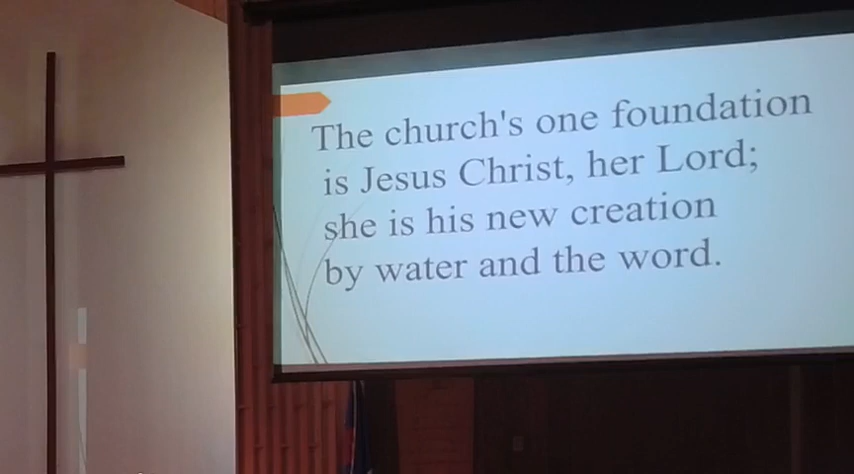 The church's one foundation
is Jesus Christ, her Lord;
she is his new creation
by water and the word.